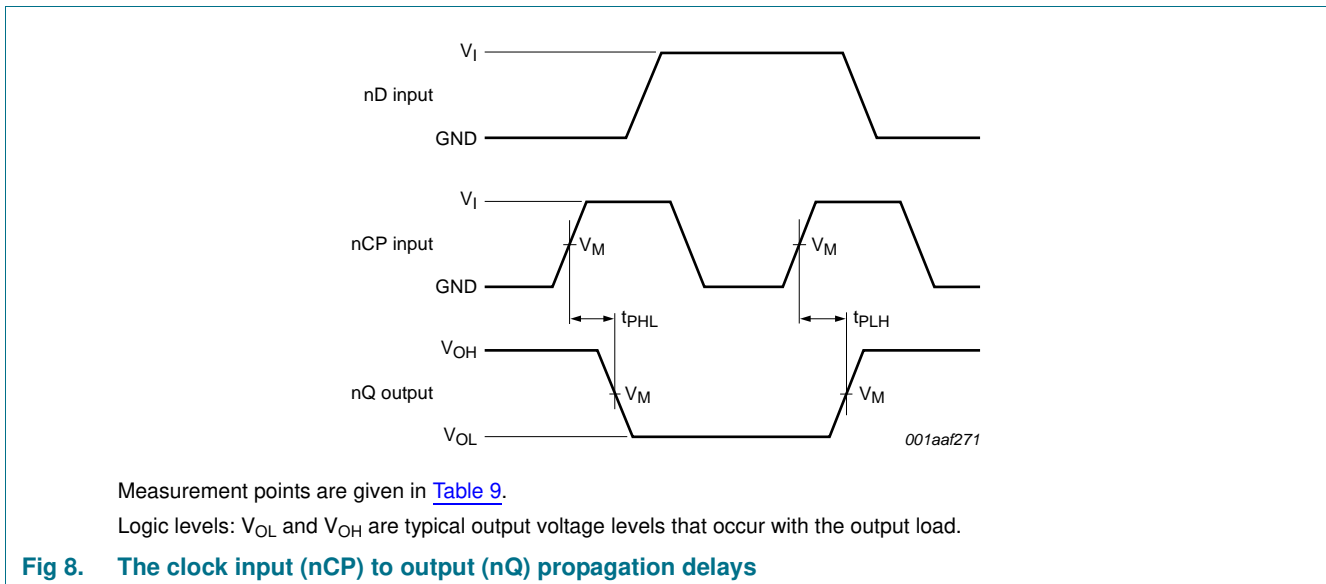 V_I
nD input
GND
V_I
nCP input
V_M
V_M
GND
t_PHL
t_PLH
V_OH
nQ output
V_M
V_M
V_OL
001aaf271
Measurement points are given in Table 9.
Logic levels: V_OL and V_OH are typical output voltage levels that occur with the output load.
Fig 8. The clock input (nCP) to output (nQ) propagation delays